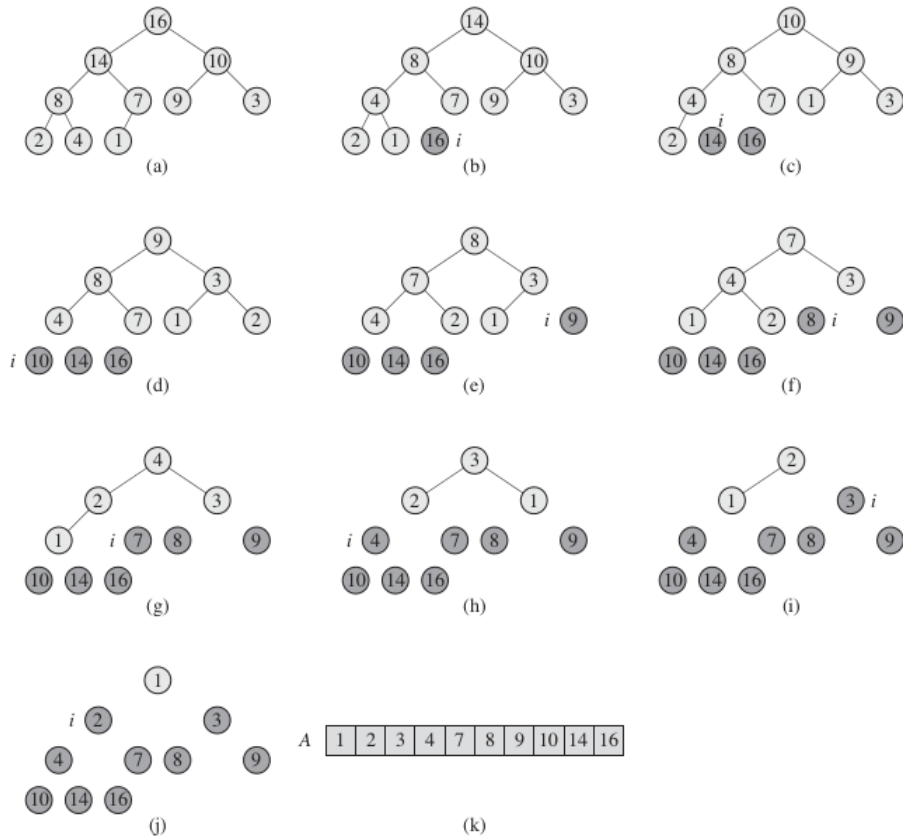 16 14 10
14 10 8 10 8 9
8 7 9 3 4 7 9 3 4 7 1 3
i
2 4 1 2 1 16 i 2 14 16
(a) (b) (c)
9 8 7
8 3 7 3 4 3
4 7 1 2 4 2 1 i 9 1 2 8 i 9
i 10 14 16 10 14 16 10 14 16
(d) (e) (f)
4 3 2
2 3 2 1 1 3 i
1 i 7 8 9 i 4 7 8 9 4 7 8 9
10 14 16 10 14 16 10 14 16
(g) (h) (i)
1
i 2 3
A 1 2 3 4 7 8 9 10 14 16
4 7 8 9
10 14 16
(j) (k)